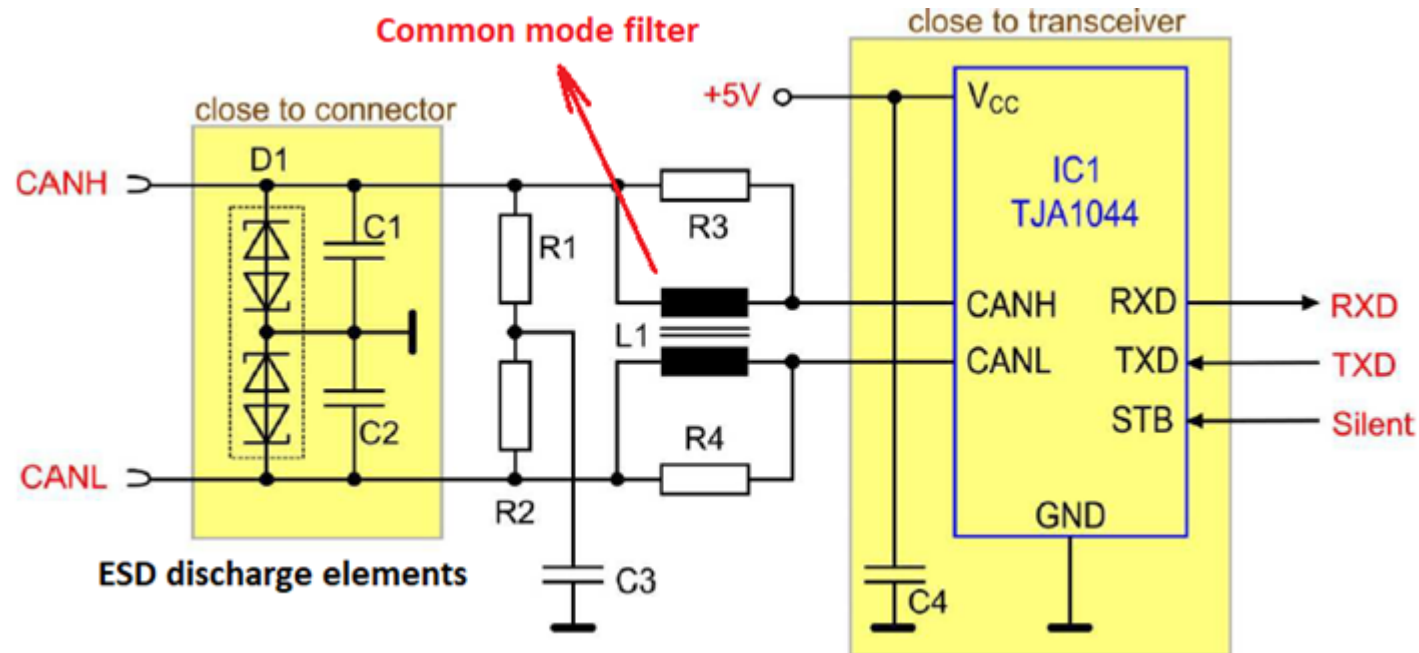 Common mode filter
close to transceiver
+5V
VCC
close to connector
D1
IC1
TJA1044
CANH
C1
R1
R3
CANH
RXD
RXD
L1
CANL
TXD
TXD
C2
R4
STB
Silent
CANL
R2
GND
ESD discharge elements
C3
C4